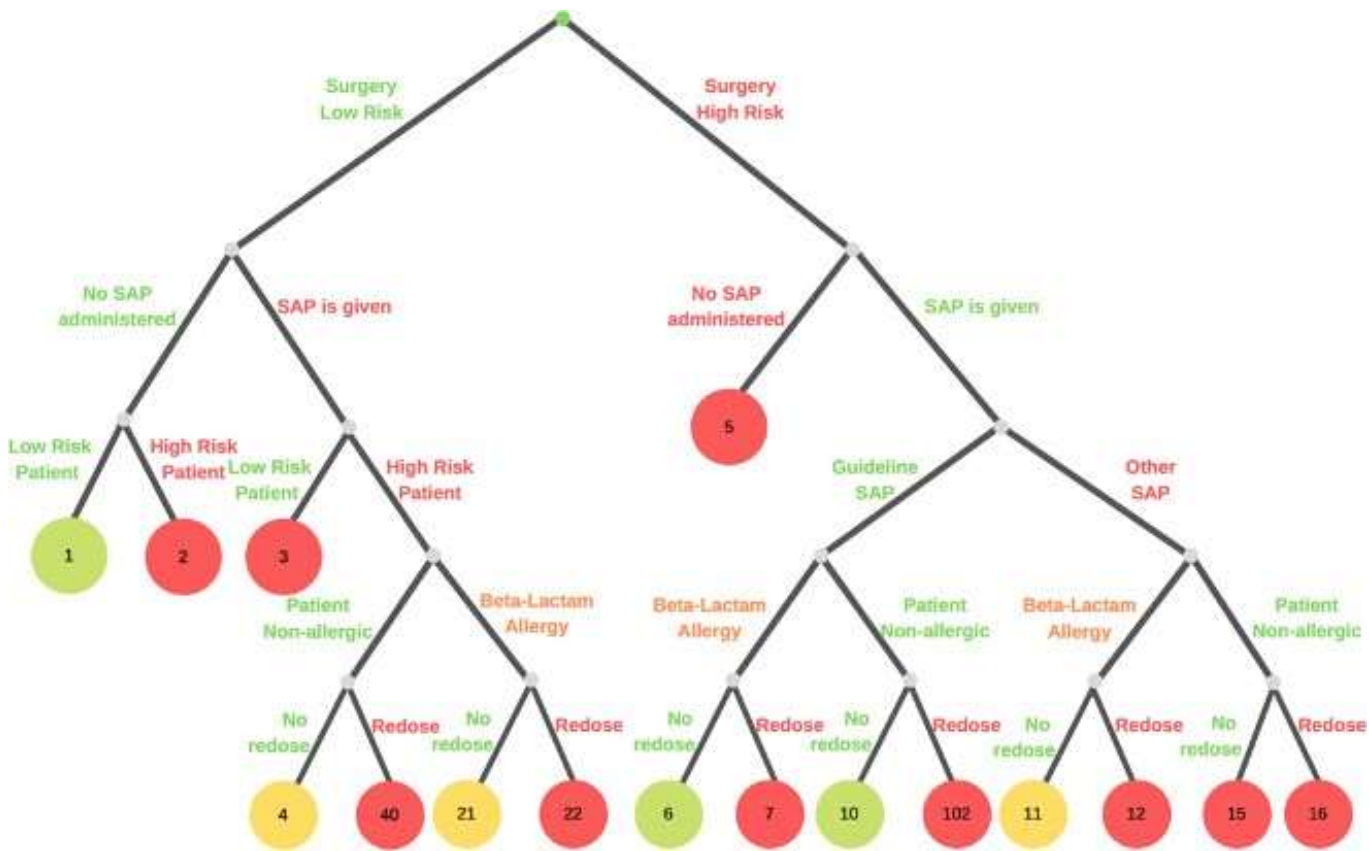 Surgery
Low Risk
Surgery
High Risk
No SAP
administered
SAP is given
No SAP
administered
SAP is given
5
Low Risk
Patient
High Risk
Patient
Low Risk
Patient
High Risk
Patient
Guideline
SAP
Other
SAP
1
2
3
Patient
Non-allergic
Beta-Lactam
Allergy
Beta-Lactam
Allergy
Patient
Non-allergic
Beta-Lactam
Allergy
Patient
Non-allergic
No
redose
Redose
No
redose
Redose
No
redose
Redose
No
redose
Redose
No
redose
Redose
No
redose
Redose
4
40
21
22
6
7
10
102
11
12
15
16